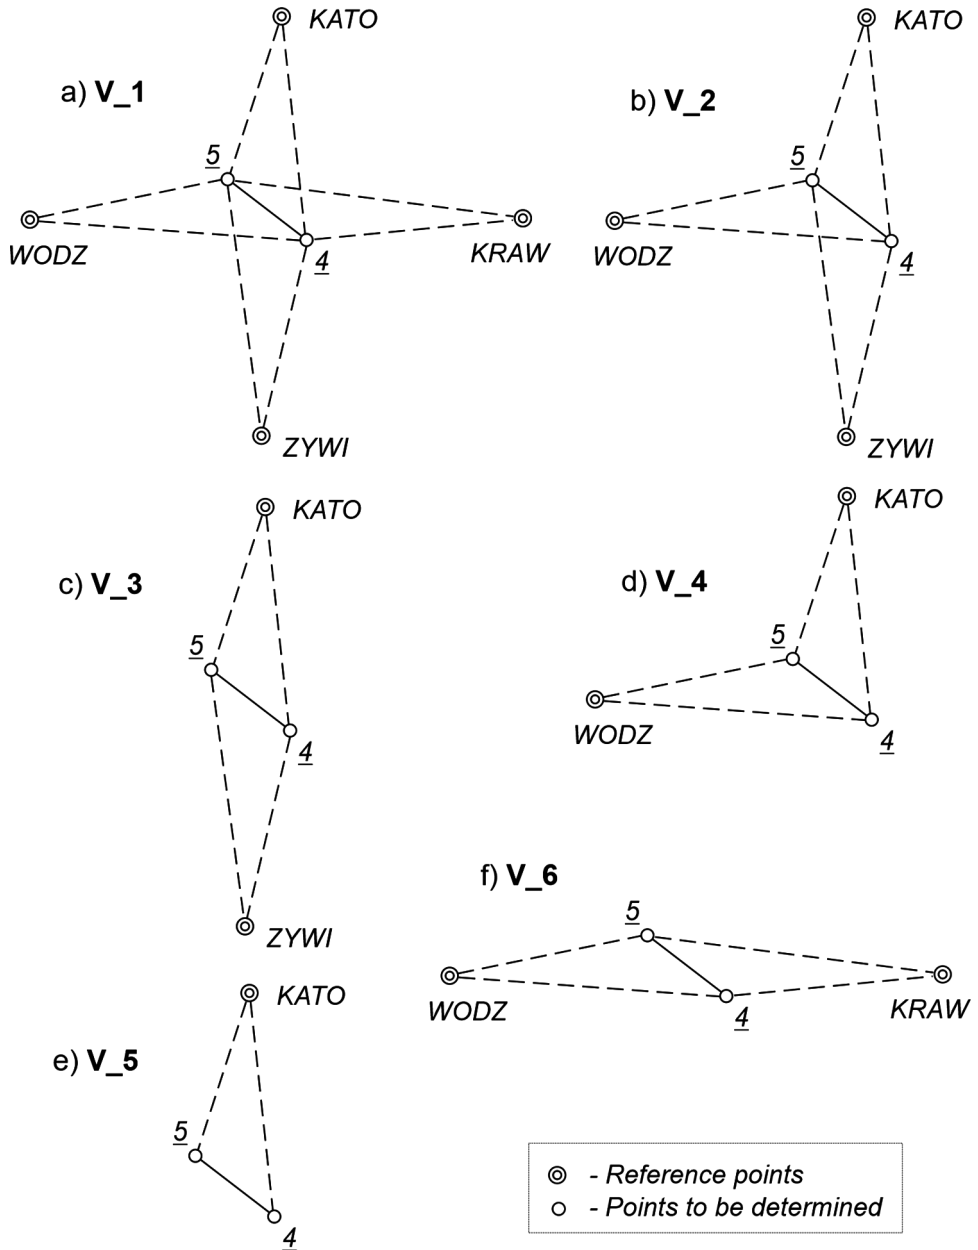 KATO
a) V_1
5
WODZ
4
KRAW
ZYWI
KATO
b) V_2
5
WODZ
4
ZYWI
KATO
c) V_3
5
4
ZYWI
KATO
d) V_4
5
WODZ
4
f) V_6
5
WODZ
4
KRAW
KATO
e) V_5
5
4
- Reference points
- Points to be determined